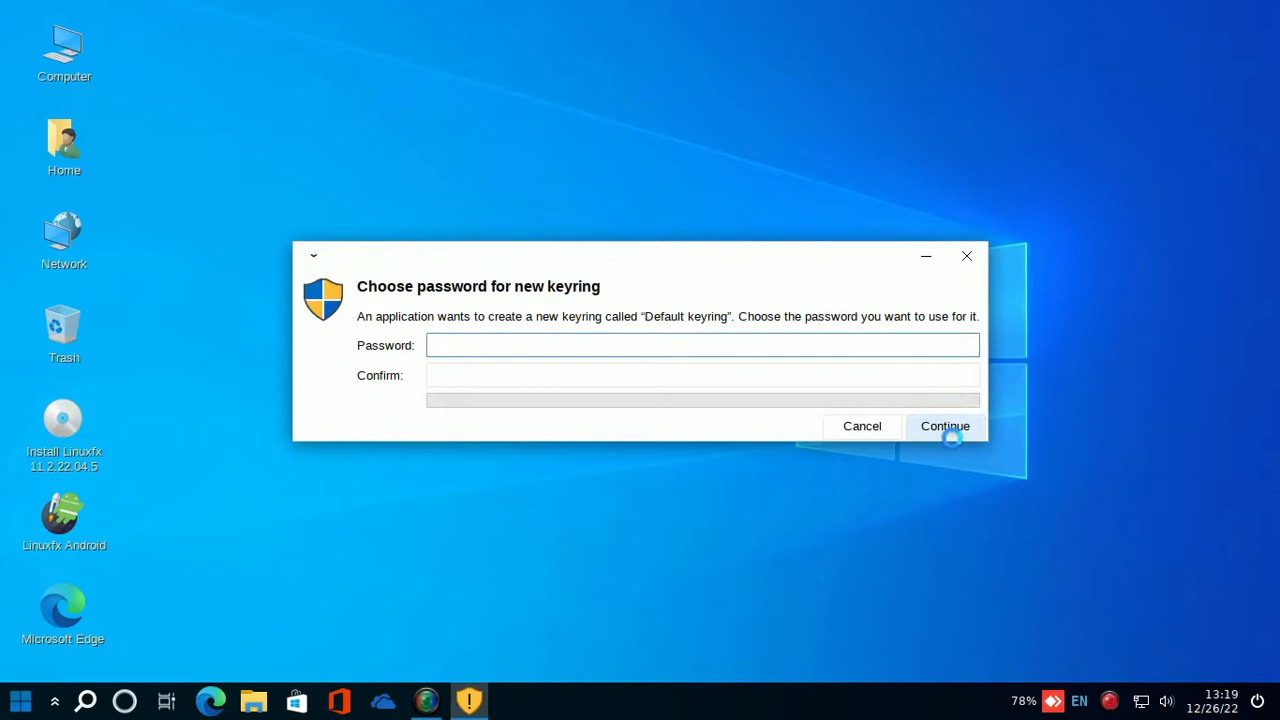 Computer
Home
Network
Trash
Install Linuxfx
11.2.22.04.5
Linuxfx Android
Microsoft Edge
Choose password for new keyring
An application wants to create a new keyring called “Default keyring”. Choose the password you want to use for it.
Password:
Confirm:
Cancel
Continue
78%
EN
13:19
12/26/22